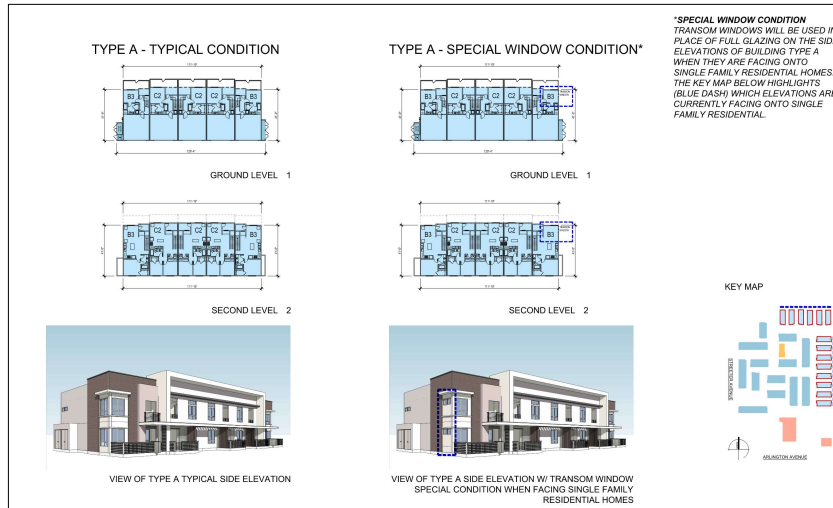 TYPE A - TYPICAL CONDITION
B3 C2 C2 C2 C2 B3
GROUND LEVEL 1
B3 C2 C2 C2 C2 B3
SECOND LEVEL 2
VIEW OF TYPE A TYPICAL SIDE ELEVATION
TYPE A - SPECIAL WINDOW CONDITION*
B3 C2 C2 C2 C2 B3
GROUND LEVEL 1
B3 C2 C2 C2 C2 B3
SECOND LEVEL 2
VIEW OF TYPE A SIDE ELEVATION W/ TRANSOM WINDOW
SPECIAL CONDITION WHEN FACING SINGLE FAMILY
RESIDENTIAL HOMES
*SPECIAL WINDOW CONDITION
TRANSOM WINDOWS WILL BE USED IN
PLACE OF FULL GLAZING ON THE SIDE
ELEVATIONS OF BUILDING TYPE A
WHEN THEY ARE FACING ONTO
SINGLE FAMILY RESIDENTIAL HOMES.
THE KEY MAP BELOW HIGHLIGHTS
(BLUE DASH) WHICH ELEVATIONS ARE
CURRENTLY FACING ONTO SINGLE
FAMILY RESIDENTIAL.
KEY MAP
STREETER AVENUE
ARLINGTON AVENUE